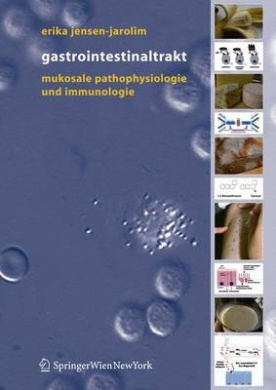 erika jensen-jarolim
gastrointestinaltrakt
mukosale pathophysiologie
und immunologie
SpringerWienNewYork